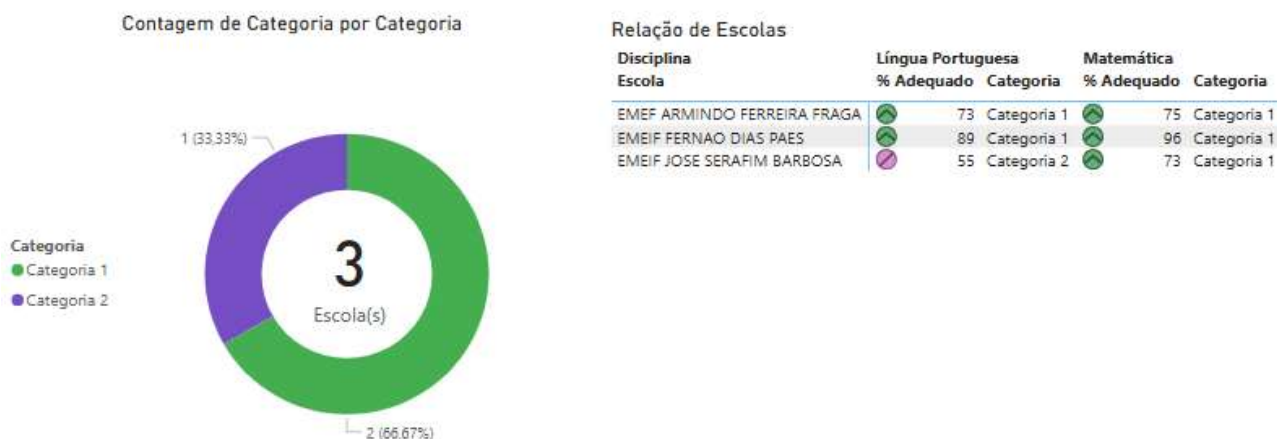 Contagem de Categoria por Categoria
1 (33,33%)
Categoria
Categoria 1
Categoria 2
3
Escola(s)
2 (66,67%)
Relação de Escolas
Disciplina Língua Portuguesa Matemática
Escola % Adequado Categoria % Adequado Categoria
EMEF ARMINDO FERREIRA FRAGA 73 Categoria 1 75 Categoria 1
EMEIF FERNAO DIAS PAES 89 Categoria 1 96 Categoria 1
EMEIF JOSE SERAFIM BARBOSA 55 Categoria 2 73 Categoria 1